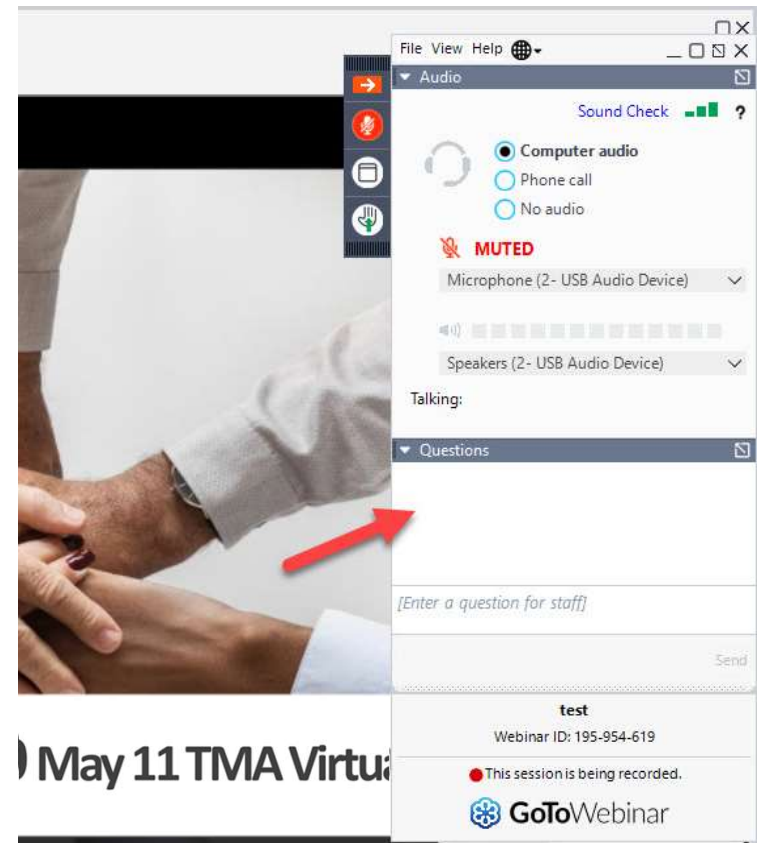 File View Help
Audio
Sound Check ?
Computer audio
Phone call
No audio
MUTED
Microphone (2- USB Audio Device)
Speakers (2- USB Audio Device)
Talking:
Questions
[Enter a question for staff]
Send
test
Webinar ID: 195-954-619
This session is being recorded.
GoToWebinar
May 11 TMA